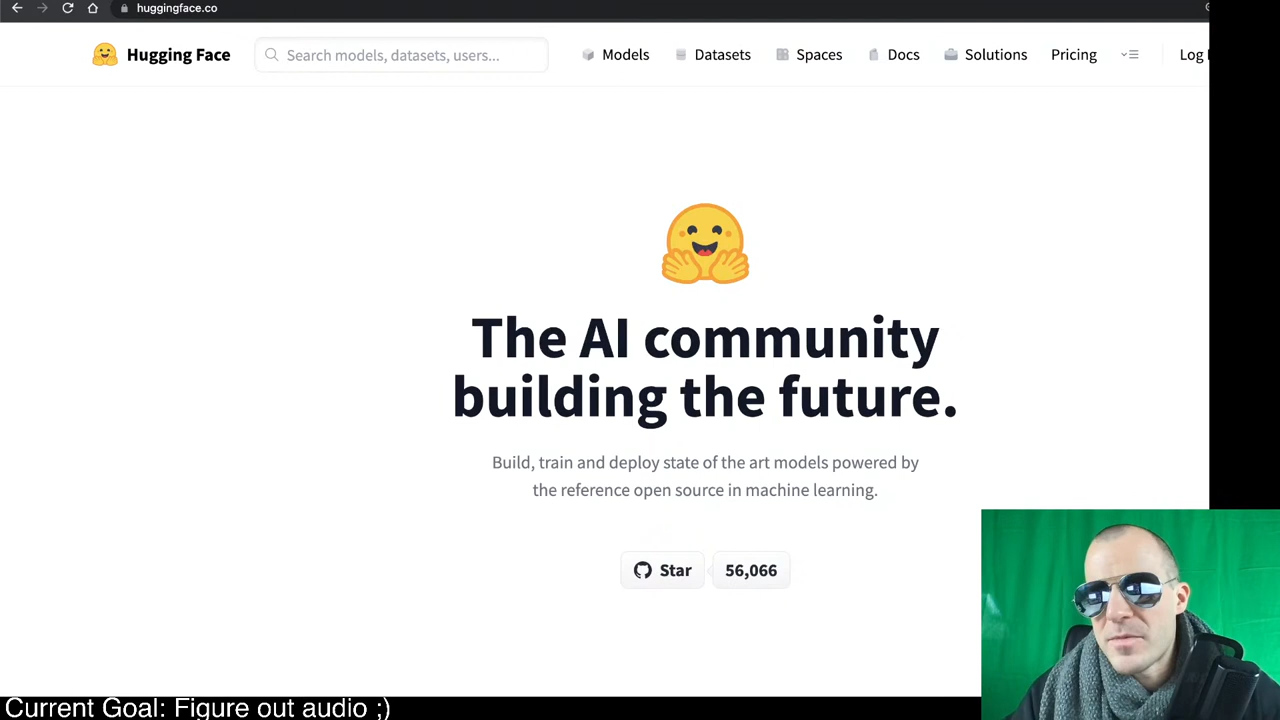 huggingface.co
Hugging Face
Search models, datasets, users...
Models
Datasets
Spaces
Docs
Solutions
Pricing
Log
The AI community
building the future.
Build, train and deploy state of the art models powered by
the reference open source in machine learning.
Star
56,066
Current Goal: Figure out audio ;)